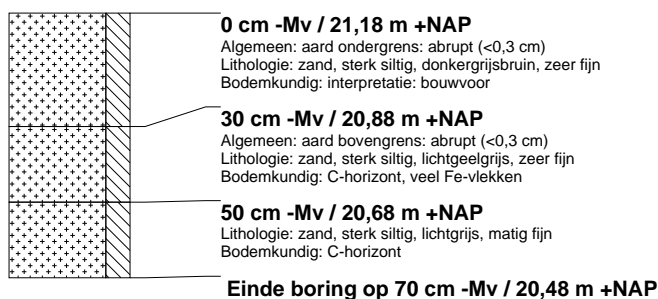 0 cm -Mv / 21,18 m +NAP
Algemeen: aard ondergrens: abrupt (<0,3 cm)
Lithologie: zand, sterk siltig, donkergrijsbruin, zeer fijn
Bodemkundig: interpretatie: bouwvoor
30 cm -Mv / 20,88 m +NAP
Algemeen: aard bovengrens: abrupt (<0,3 cm)
Lithologie: zand, sterk siltig, lichtgeelgrijs, zeer fijn
Bodemkundig: C-horizont, veel Fe-vlekken
50 cm -Mv / 20,68 m +NAP
Lithologie: zand, sterk siltig, lichtgrijs, matig fijn
Bodemkundig: C-horizont
Einde boring op 70 cm -Mv / 20,48 m +NAP